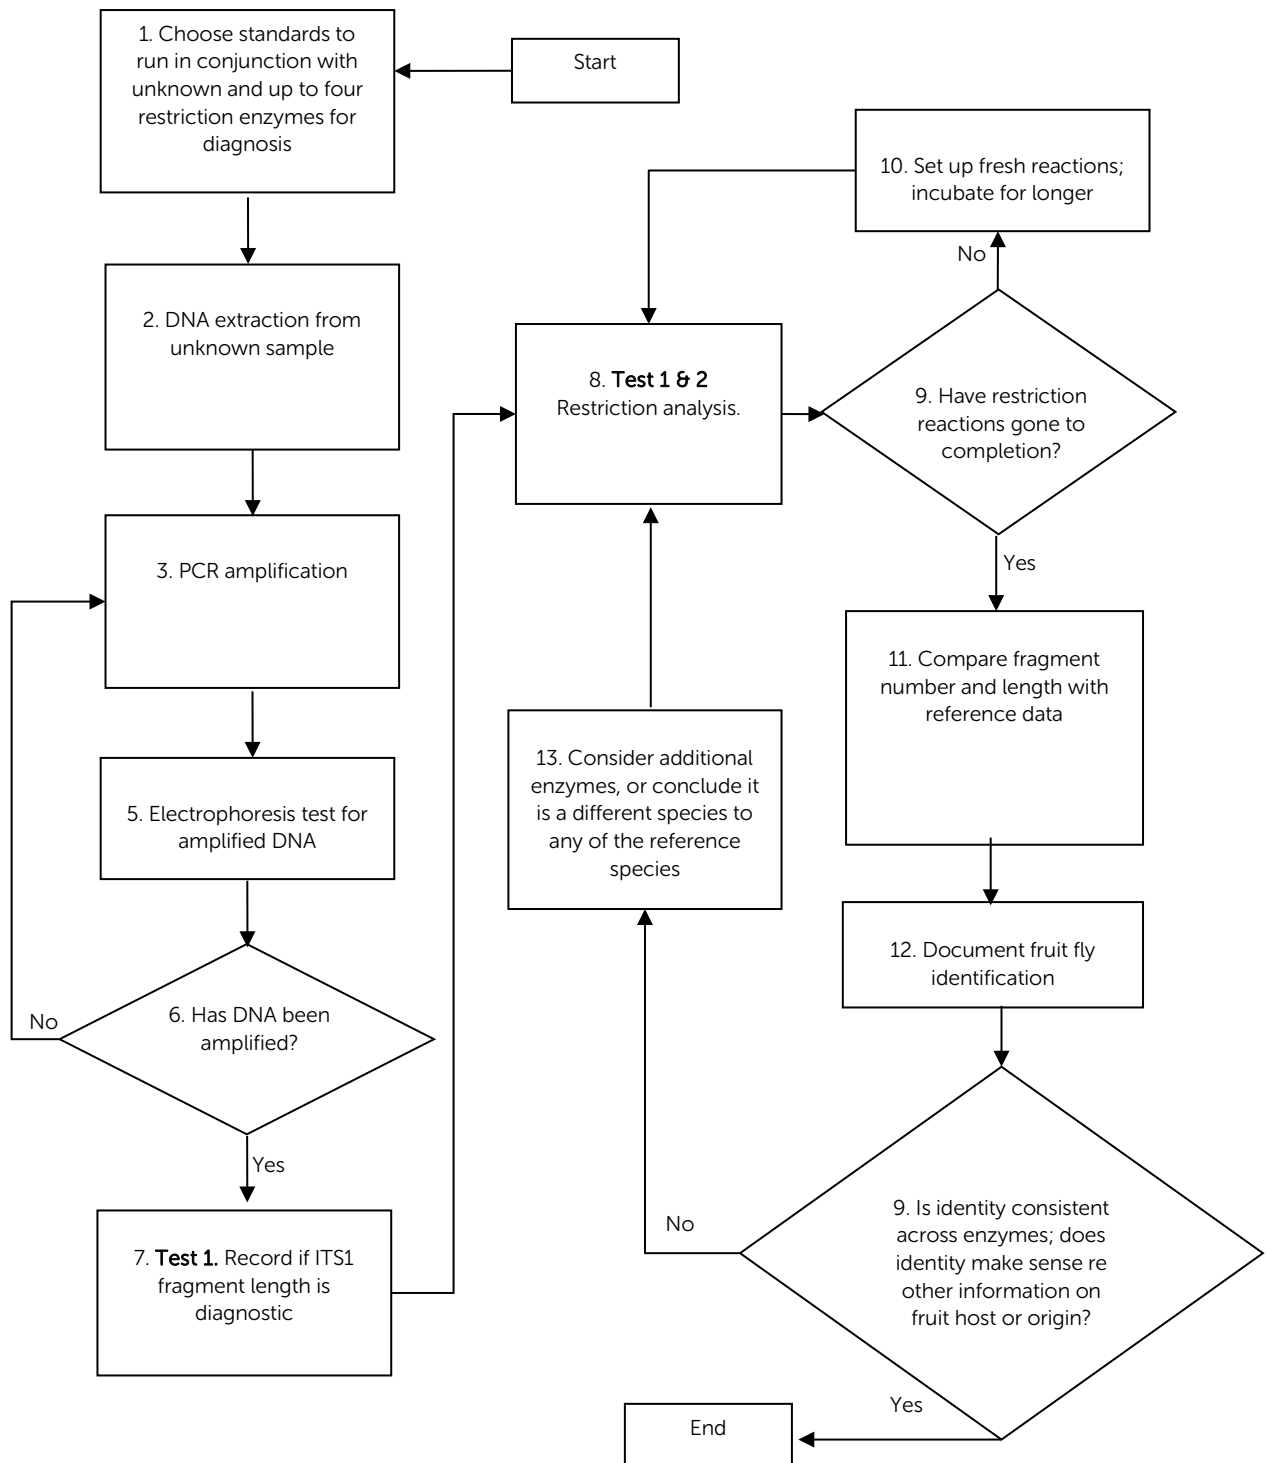 Start
1. Choose standards to
run in conjunction with
unknown and up to four
restriction enzymes for
diagnosis
2. DNA extraction from
unknown sample
3. PCR amplification
5. Electrophoresis test for
amplified DNA
6. Has DNA been
amplified?
No
Yes
7. Test 1. Record if ITS1
fragment length is
diagnostic
8. Test 1 & 2
Restriction analysis.
9. Have restriction
reactions gone to
completion?
No
10. Set up fresh reactions;
incubate for longer
Yes
11. Compare fragment
number and length with
reference data
12. Document fruit fly
identification
9. Is identity consistent
across enzymes; does
identity make sense re
other information on
fruit host or origin?
No
13. Consider additional
enzymes, or conclude it
is a different species to
any of the reference
species
Yes
End